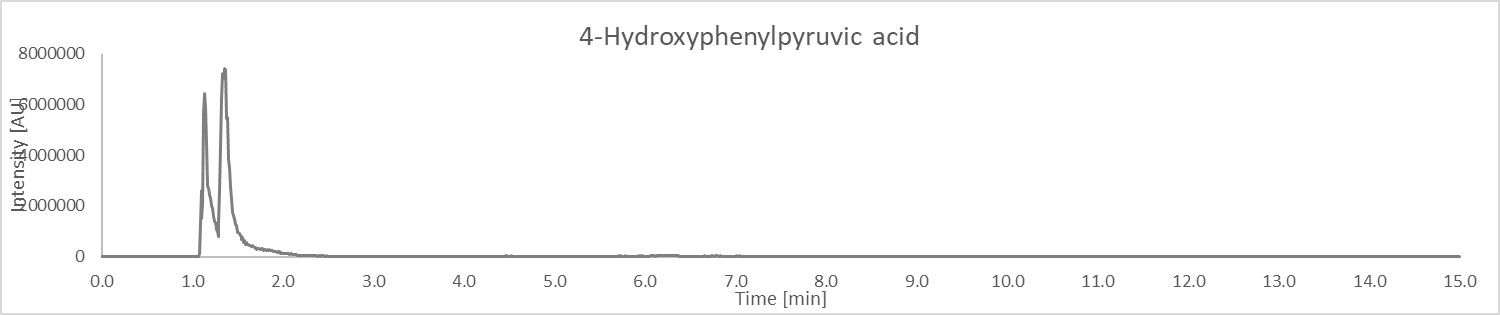 4-Hydroxyphenylpyruvic acid
8000000
6000000
4000000
2000000
0
Intensity [AU]
0.0 1.0 2.0 3.0 4.0 5.0 6.0 7.0 8.0 9.0 10.0 11.0 12.0 13.0 14.0 15.0
Time [min]